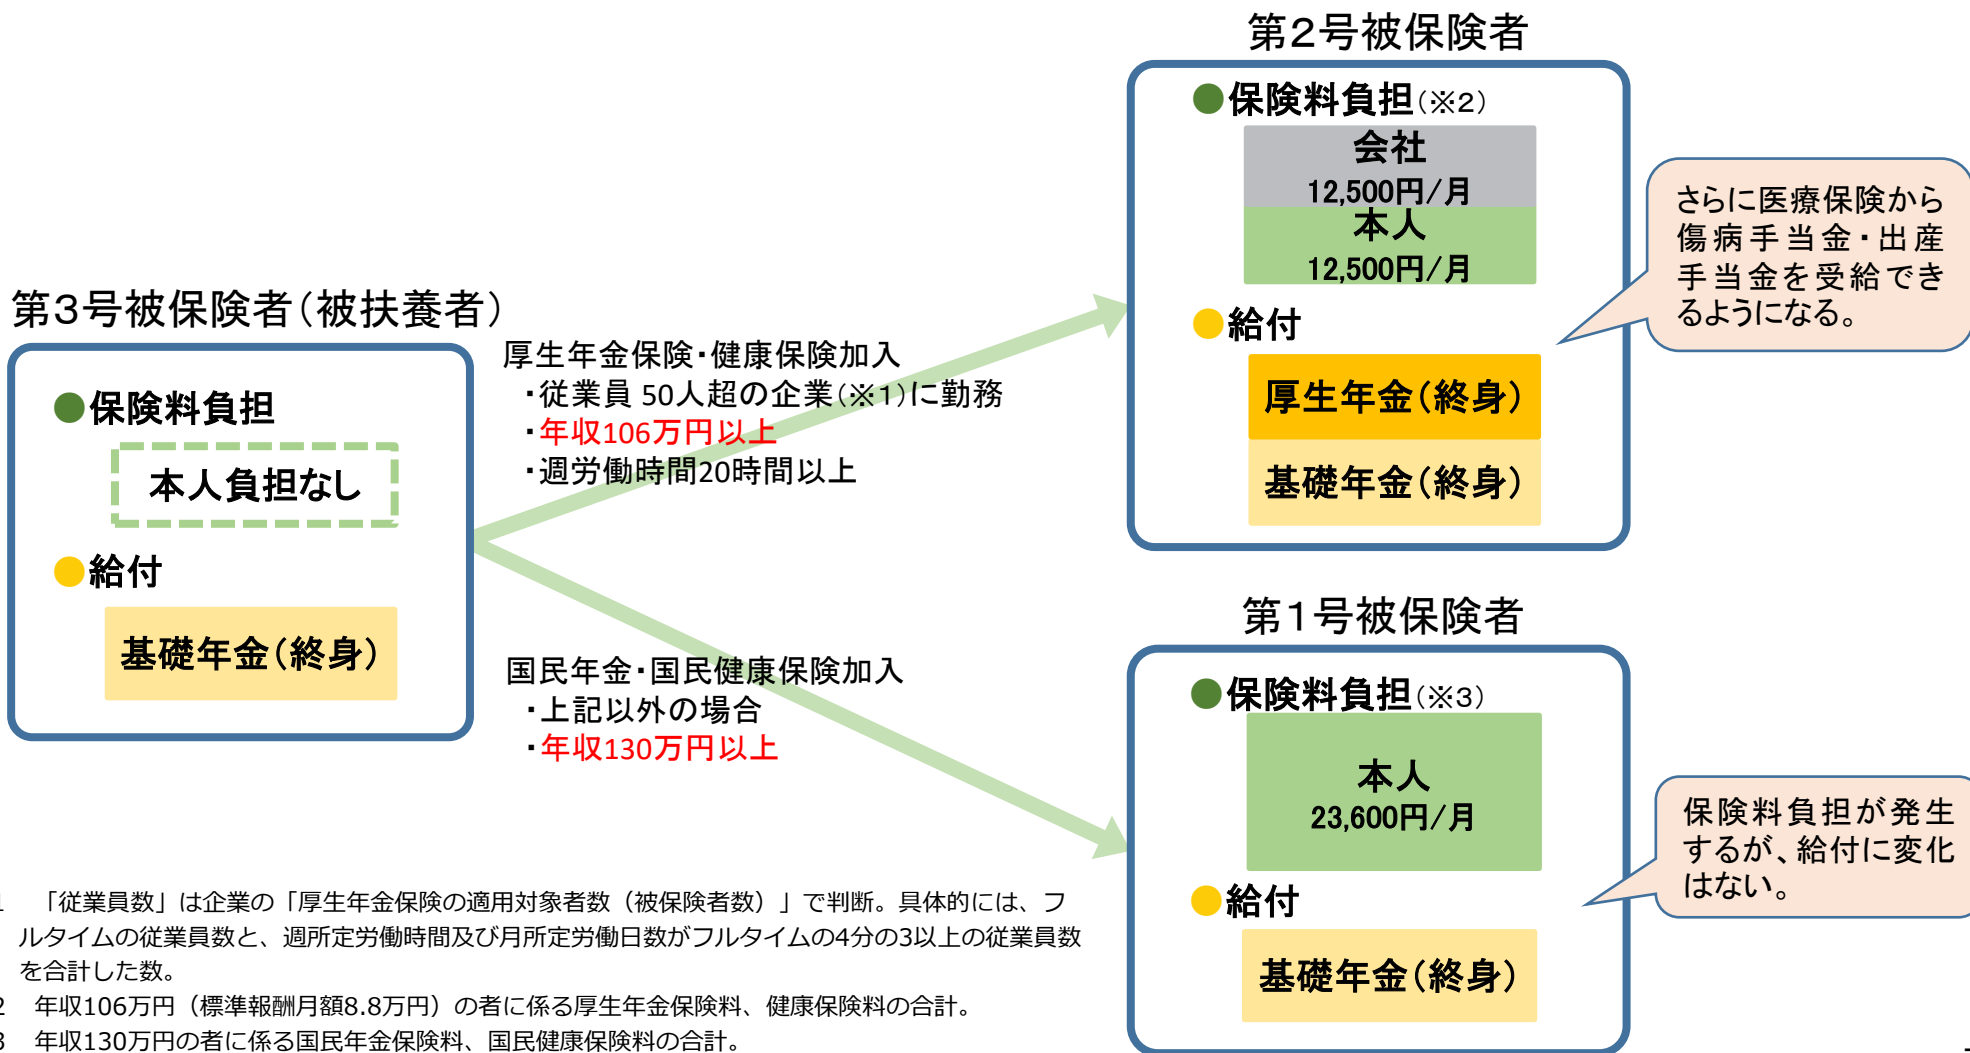 第3号被保険者（被扶養者）
●保険料負担
本人負担なし
●給付
基礎年金（終身）
厚生年金保険・健康保険加入
・従業員 50人超の企業（※1）に勤務
・年収106万円以上
・週労働時間20時間以上
国民年金・国民健康保険加入
・上記以外の場合
・年収130万円以上
第2号被保険者
●保険料負担（※2）
会社
12,500円/月
本人
12,500円/月
●給付
厚生年金（終身）
基礎年金（終身）
さらに医療保険から
傷病手当金・出産
手当金を受給でき
るようになる。
第1号被保険者
●保険料負担（※3）
本人
23,600円/月
●給付
基礎年金（終身）
保険料負担が発生
するが、給付に変化
はない。
1 「従業員数」は企業の「厚生年金保険の適用対象者数（被保険者数）」で判断。具体的には、フ
ルタイムの従業員数と、週所定労働時間及び月所定労働日数がフルタイムの4分の3以上の従業員数
を合計した数。
2 年収106万円（標準報酬月額8.8万円）の者に係る厚生年金保険料、健康保険料の合計。
3 年収130万円の者に係る国民年金保険料、国民健康保険料の合計。